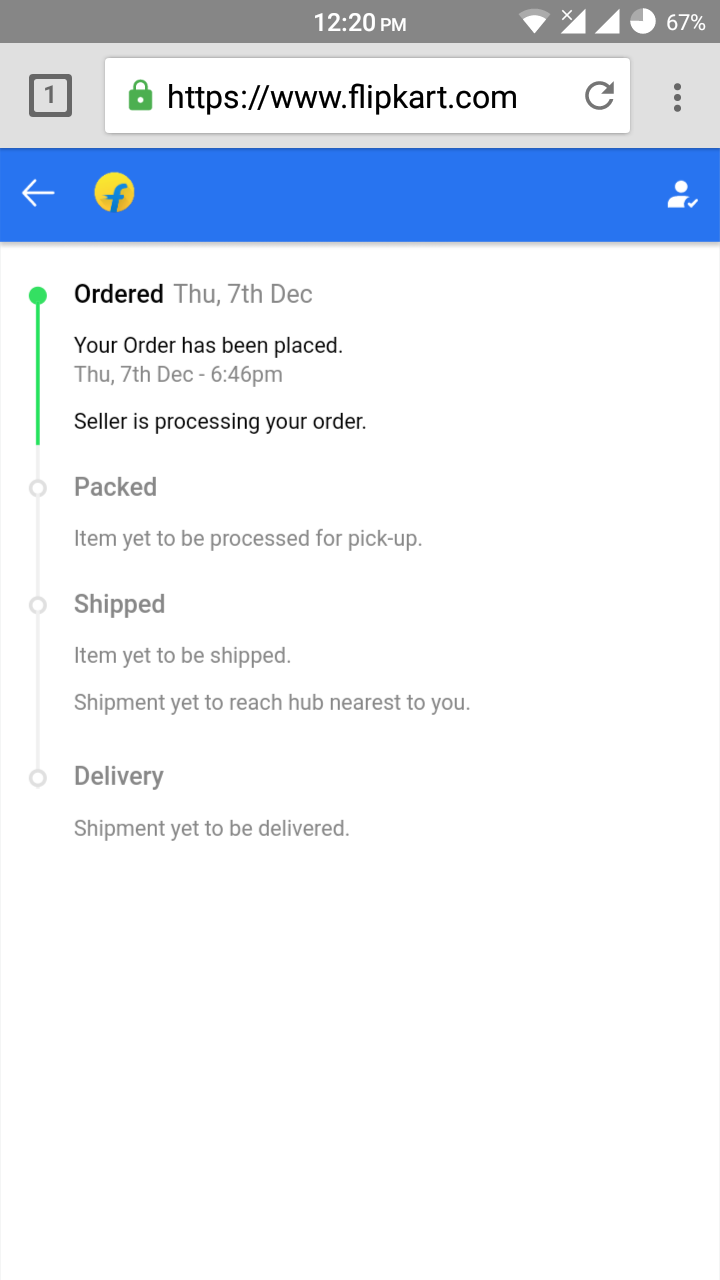 12:20 PM 67%
1 https://www.flipkart.com
Ordered Thu, 7th Dec
Your Order has been placed.
Thu, 7th Dec - 6:46pm
Seller is processing your order.
Packed
Item yet to be processed for pick-up.
Shipped
Item yet to be shipped.
Shipment yet to reach hub nearest to you.
Delivery
Shipment yet to be delivered.